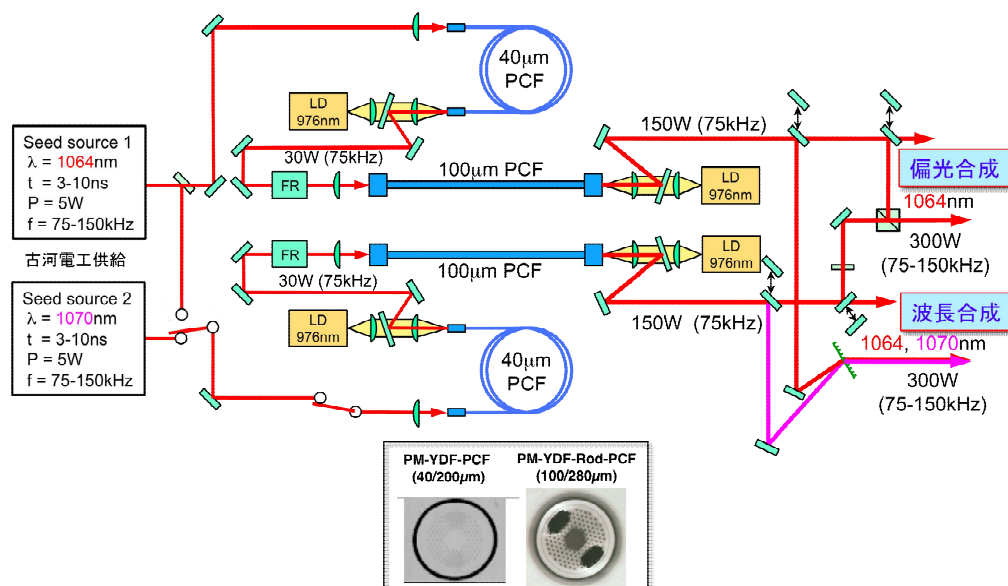 40μm
PCF
LD
976nm
150W (75kHz)
Seed source 1
λ = 1064nm
t = 3-10ns
P = 5W
f = 75-150kHz
30W (75kHz)
FR
100μm PCF
LD
976nm
偏光合成
1064nm
300W
(75-150kHz)
古河電工供給
FR
30W (75kHz)
100μm PCF
LD
976nm
150W (75kHz)
波長合成
1064, 1070nm
300W
(75-150kHz)
Seed source 2
λ = 1070nm
t = 3-10ns
P = 5W
f = 75-150kHz
LD
976nm
40μm
PCF
PM-YDF-PCF
(40/200μm)
PM-YDF-Rod-PCF
(100/280μm)